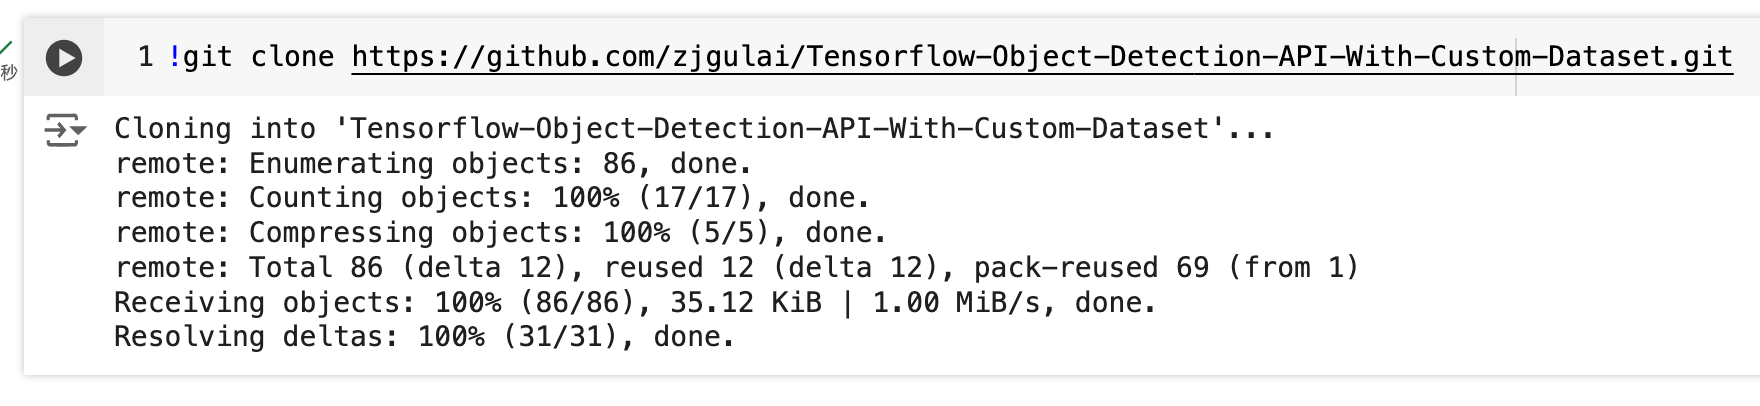 1 !git clone https://github.com/zjgulai/Tensorflow-Object-Detection-API-With-Custom-Dataset.git
秒
Cloning into 'Tensorflow-Object-Detection-API-With-Custom-Dataset'...
remote: Enumerating objects: 86, done.
remote: Counting objects: 100% (17/17), done.
remote: Compressing objects: 100% (5/5), done.
remote: Total 86 (delta 12), reused 12 (delta 12), pack-reused 69 (from 1)
Receiving objects: 100% (86/86), 35.12 KiB | 1.00 MiB/s, done.
Resolving deltas: 100% (31/31), done.